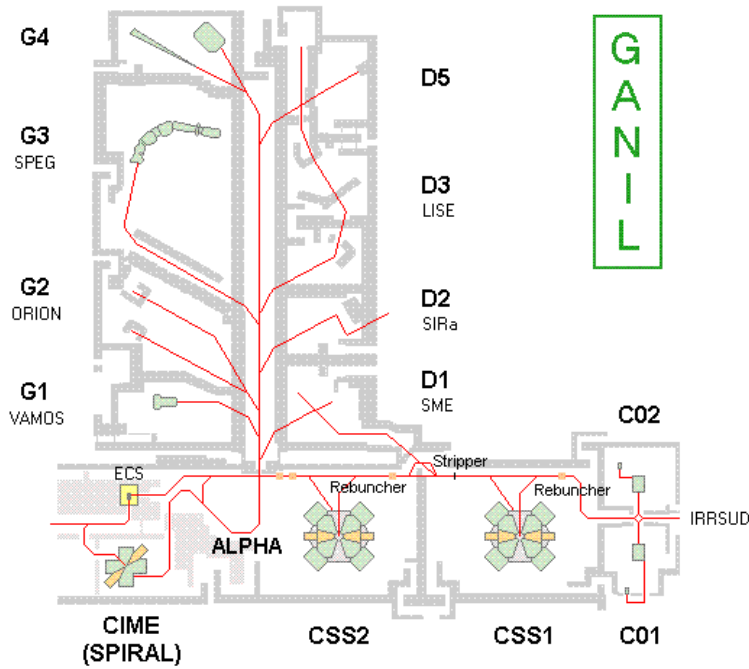 G4
D5
G
A
N
I
L
G3
SPEG
D3
LISE
G2
ORION
D2
SIRa
G1
VAMOS
D1
SME
C02
ECS
Stripper
Rebuncher
Rebuncher
IRRSUD
ALPHA
CIME
(SPIRAL)
CSS2
CSS1
C01